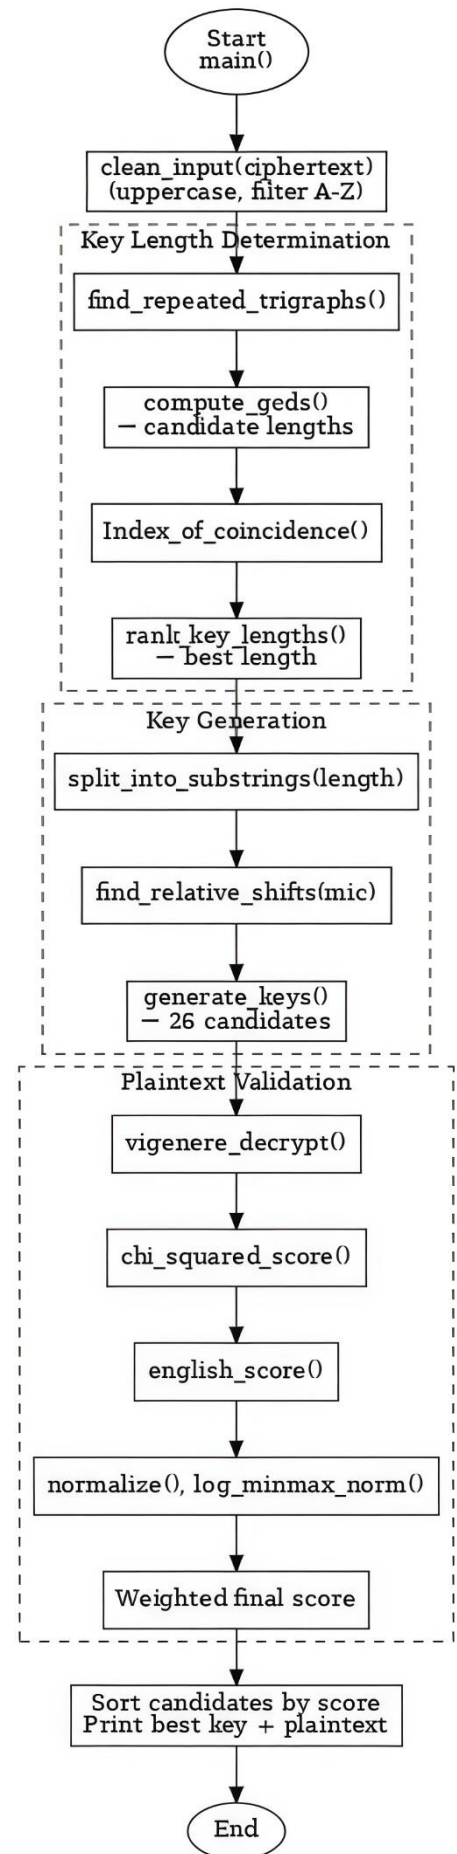 Start
main()
clean_input(ciphertext)
(uppercase, filter A-Z)
Key Length Determination
find_repeated_trigraphs()
compute_geds()
— candidate lengths
Index_of_coincidence()
rank_key_lengths()
— best length
Key Generation
split_into_substrings(length)
find_relative_shifts(mic)
generate_keys()
— 26 candidates
Plaintext Validation
vigenere_decrypt()
chi_squared_score()
english_score()
normalize(), log_minmax_norm()
Weighted final score
Sort candidates by score
Print best key + plaintext
End